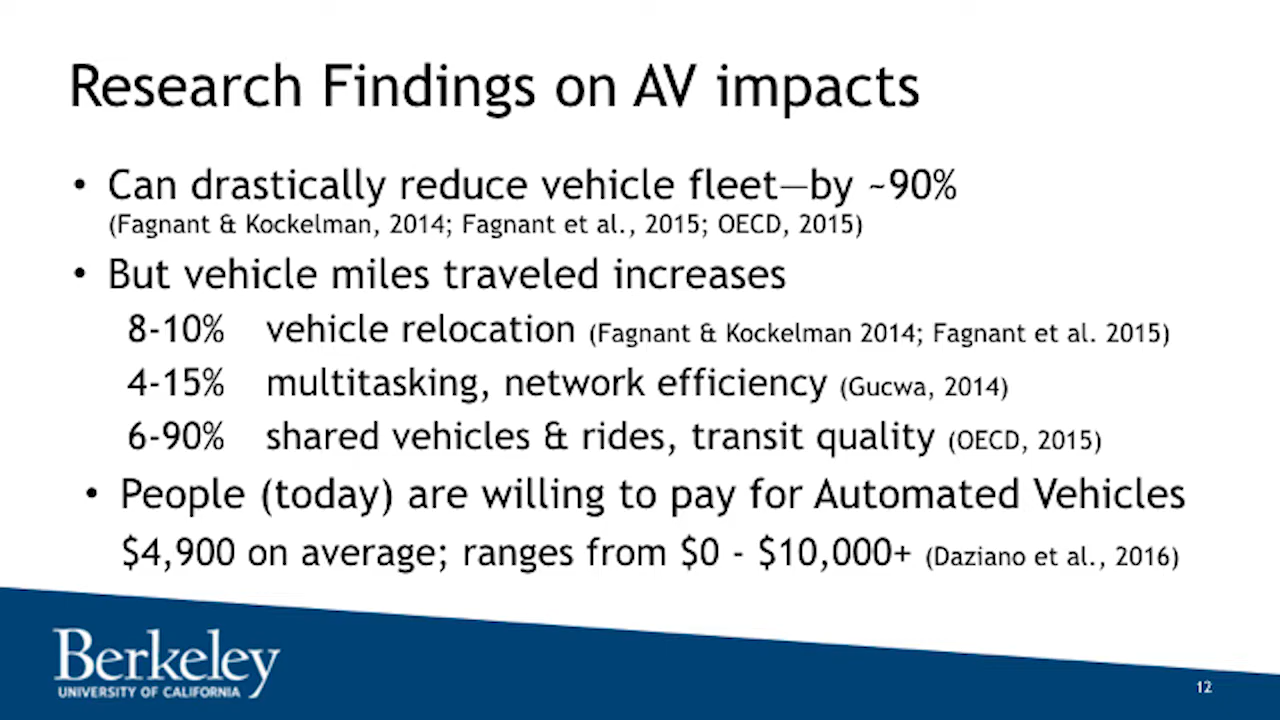 Research Findings on AV impacts
• Can drastically reduce vehicle fleet—by ~90%
(Fagnant & Kockelman, 2014; Fagnant et al., 2015; OECD, 2015)
• But vehicle miles traveled increases
8-10% vehicle relocation (Fagnant & Kockelman 2014; Fagnant et al. 2015)
4-15% multitasking, network efficiency (Gucwa, 2014)
6-90% shared vehicles & rides, transit quality (OECD, 2015)
• People (today) are willing to pay for Automated Vehicles
$4,900 on average; ranges from $0 - $10,000+ (Daziano et al., 2016)
Berkeley
UNIVERSITY OF CALIFORNIA
12